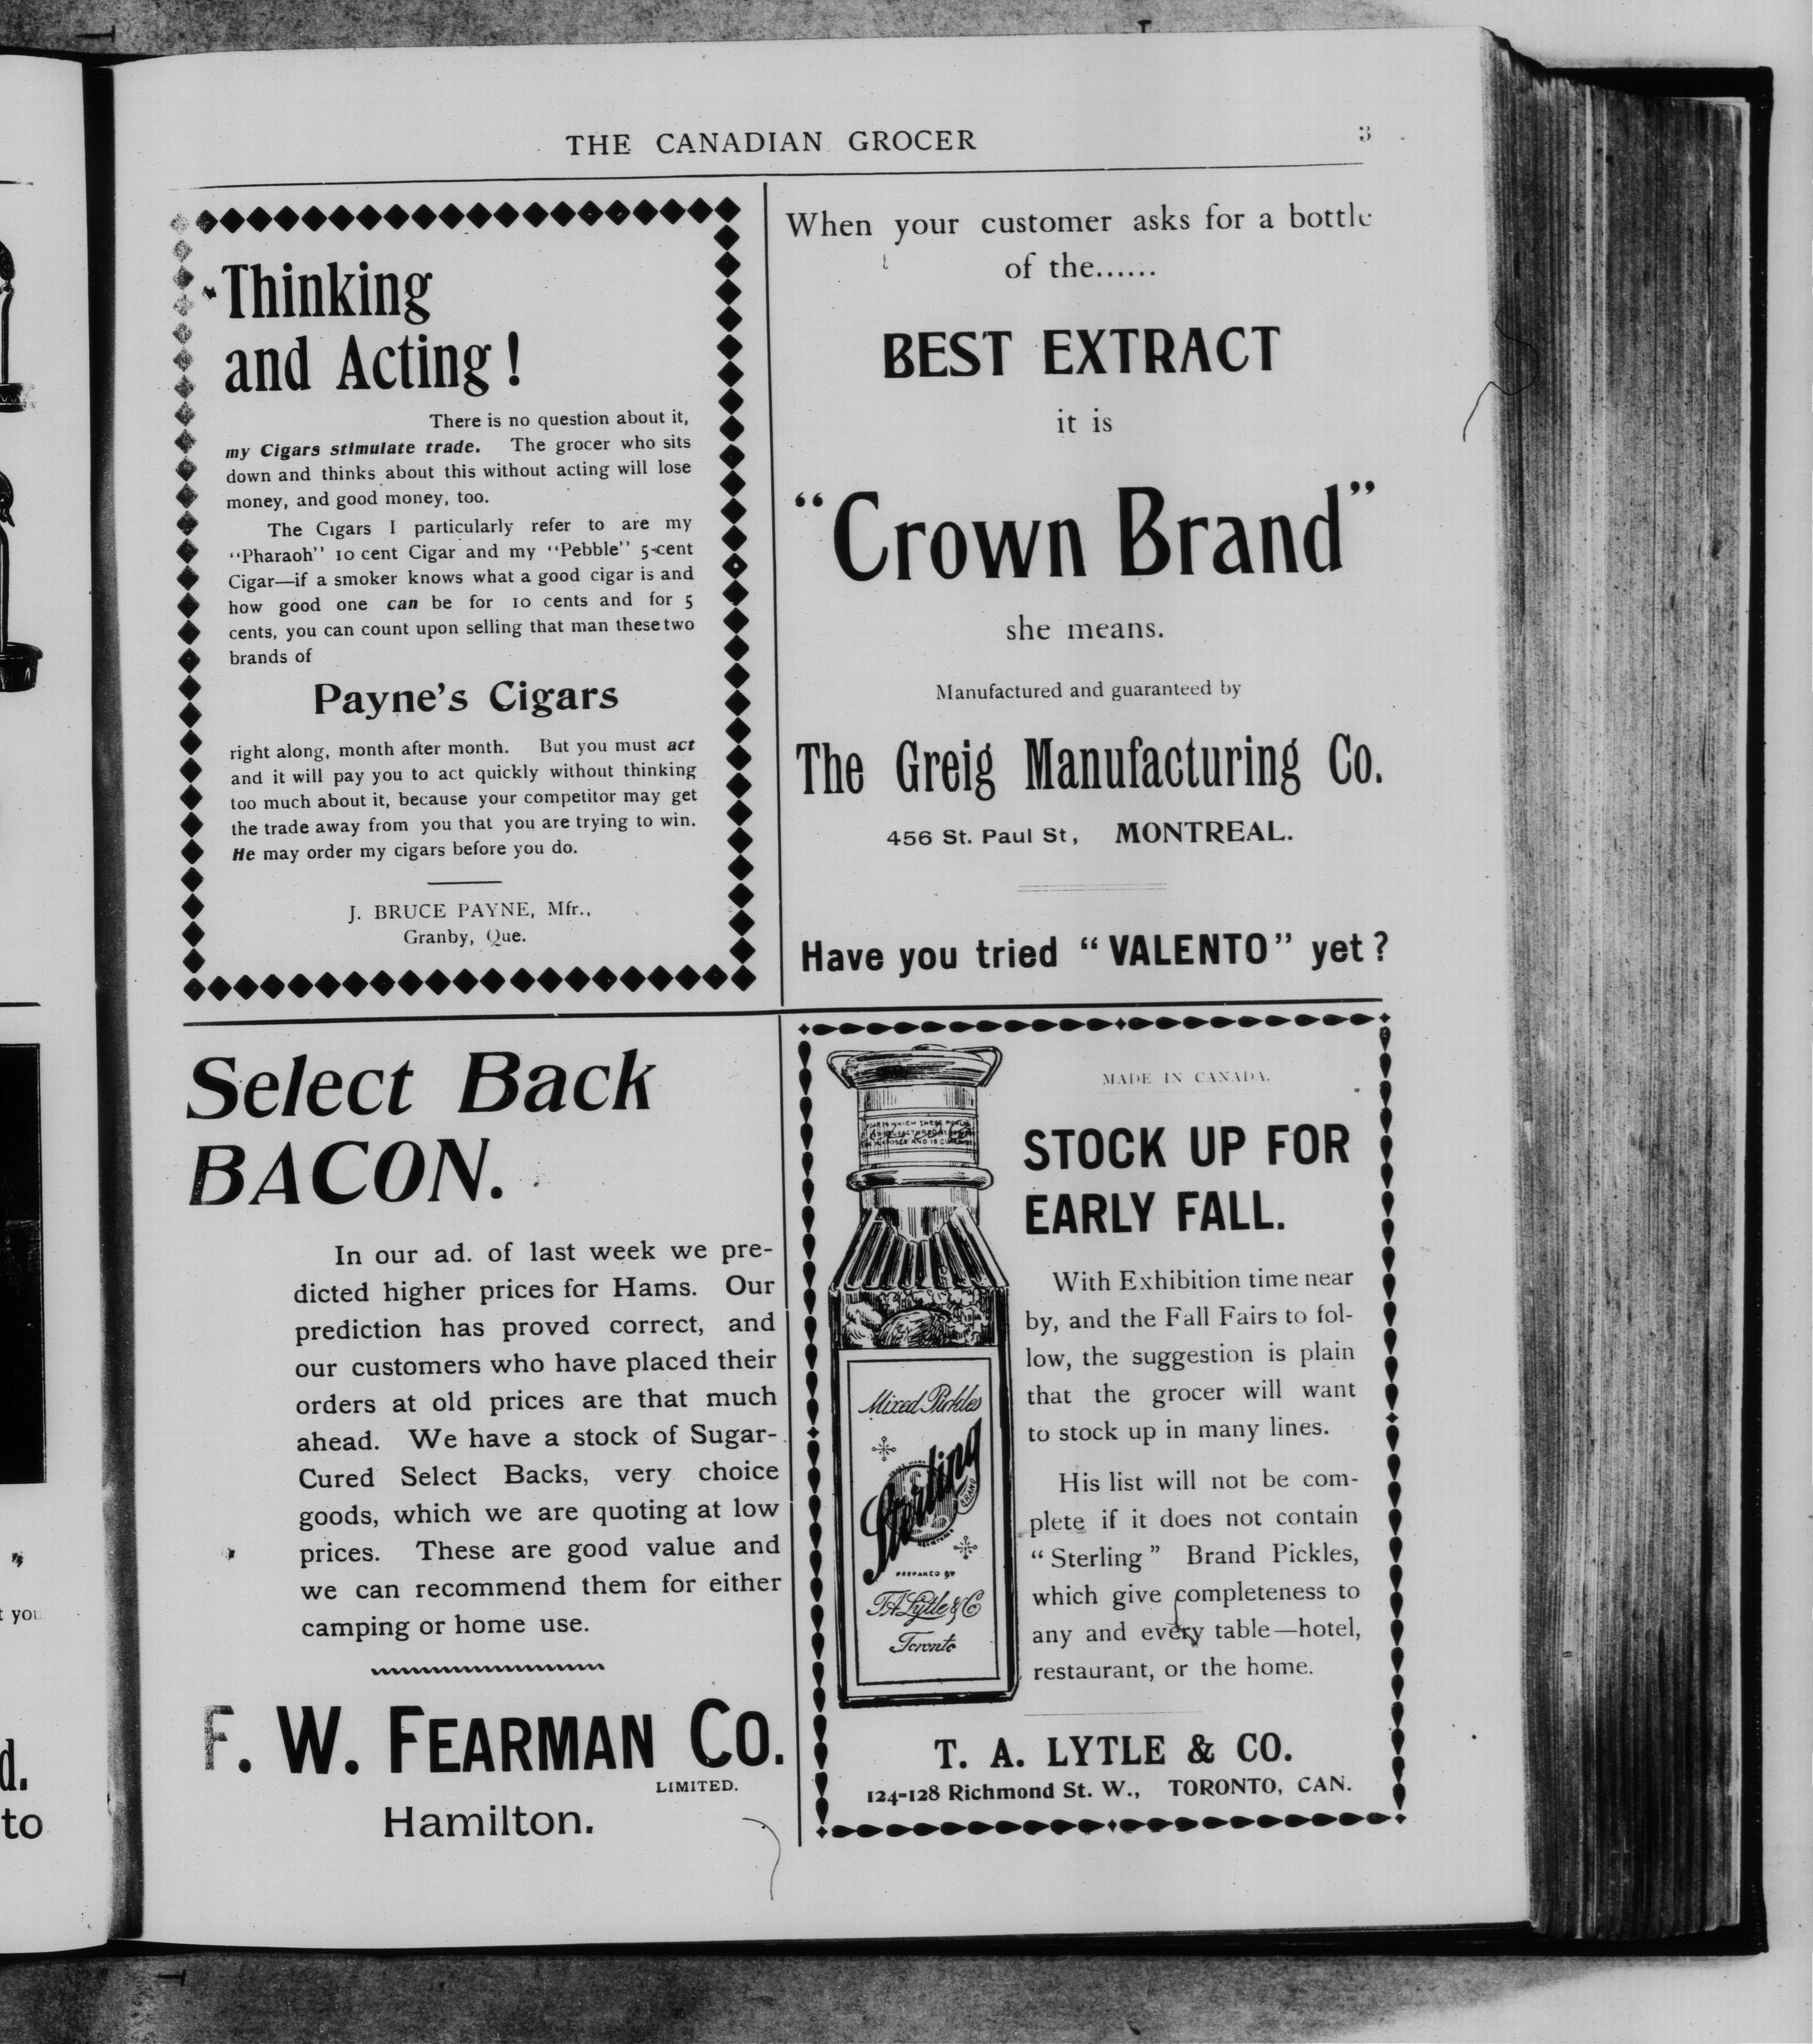 THE CANADIAN GROCER
3
Thinking
and Acting !
There is no question about it,
my Cigars stimulate trade. The grocer who sits
down and thinks about this without acting will lose
money, and good money, too.
The Cigars I particularly refer to are my
"Pharaoh" 10 cent Cigar and my "Pebble" 5-cent
Cigar—if a smoker knows what a good cigar is and
how good one can be for 10 cents and for 5
cents, you can count upon selling that man these two
brands of
Payne's Cigars
right along, month after month. But you must act
and it will pay you to act quickly without thinking
too much about it, because your competitor may get
the trade away from you that you are trying to win.
He may order my cigars before you do.
J. BRUCE PAYNE, Mfr.,
Granby, Que.
When your customer asks for a bottle
of the......
BEST EXTRACT
it is
"Crown Brand"
she means.
Manufactured and guaranteed by
The Greig Manufacturing Co.
456 St. Paul St, MONTREAL.
Have you tried "VALENTO" yet ?
Select Back
BACON.
In our ad. of last week we pre-
dicted higher prices for Hams. Our
prediction has proved correct, and
our customers who have placed their
orders at old prices are that much
ahead. We have a stock of Sugar-
Cured Select Backs, very choice
goods, which we are quoting at low
prices. These are good value and
we can recommend them for either
camping or home use.
F. W. FEARMAN CO.
LIMITED.
Hamilton.
MADE IN CANADA.
STOCK UP FOR
EARLY FALL.
With Exhibition time near
by, and the Fall Fairs to fol-
low, the suggestion is plain
that the grocer will want
to stock up in many lines.
His list will not be com-
plete if it does not contain
"Sterling" Brand Pickles,
which give completeness to
any and every table—hotel,
restaurant, or the home.
Mixed Pickles
Sterling
BRAND
PREPARED BY
T.A. Lytle & Co
Toronto
T. A. LYTLE & CO.
124-128 Richmond St. W., TORONTO, CAN.
t you
d.
to